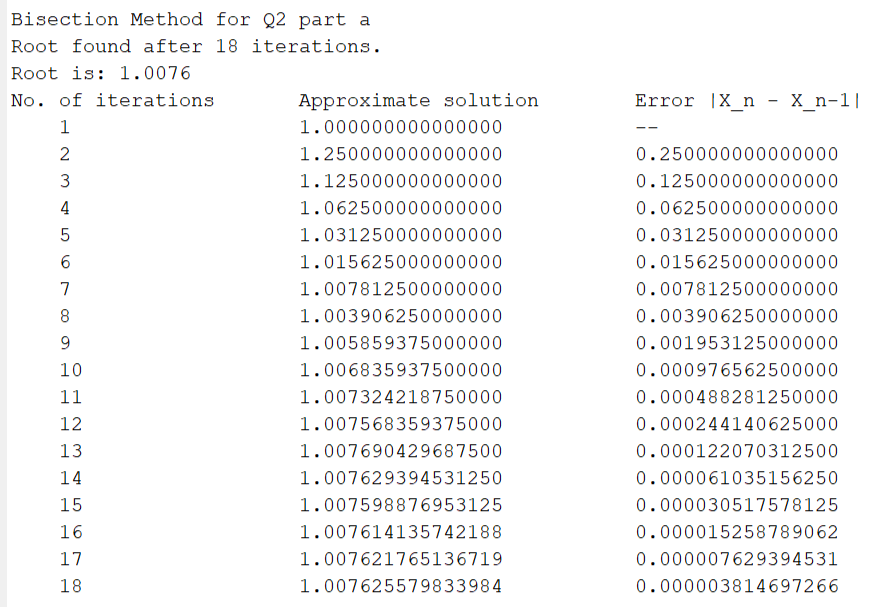 Bisection Method for Q2 part a
Root found after 18 iterations.
Root is: 1.0076
No. of iterations Approximate solution Error |X_n - X_n-1|
1 1.000000000000000 --
2 1.250000000000000 0.250000000000000
3 1.125000000000000 0.125000000000000
4 1.062500000000000 0.062500000000000
5 1.031250000000000 0.031250000000000
6 1.015625000000000 0.015625000000000
7 1.007812500000000 0.007812500000000
8 1.003906250000000 0.003906250000000
9 1.005859375000000 0.001953125000000
10 1.006835937500000 0.000976562500000
11 1.007324218750000 0.000488281250000
12 1.007568359375000 0.000244140625000
13 1.007690429687500 0.000122070312500
14 1.007629394531250 0.000061035156250
15 1.007598876953125 0.000030517578125
16 1.007614135742188 0.000015258789062
17 1.007621765136719 0.000007629394531
18 1.007625579833984 0.000003814697266